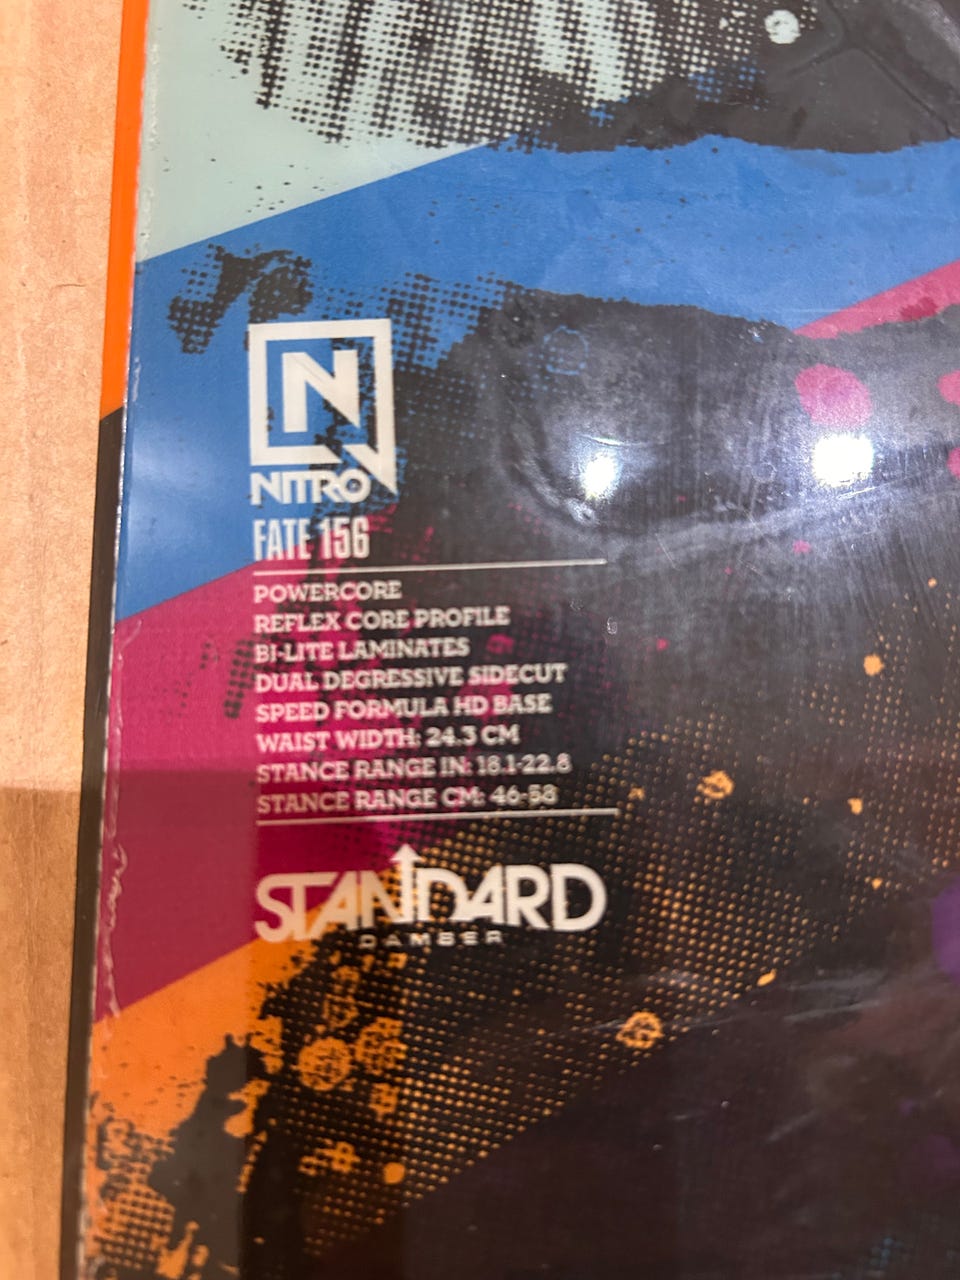 N
NITRO
FATE 156
POWERCORE
REFLEX CORE PROFILE
BI-LITE LAMINATES
DUAL DEGRESSIVE SIDECUT
SPEED FORMULA HD BASE
WAIST WIDTH: 24.3 CM
STANCE RANGE IN: 18.1-22.8
STANCE RANGE CM: 46-58
STANDARD
CAMBER